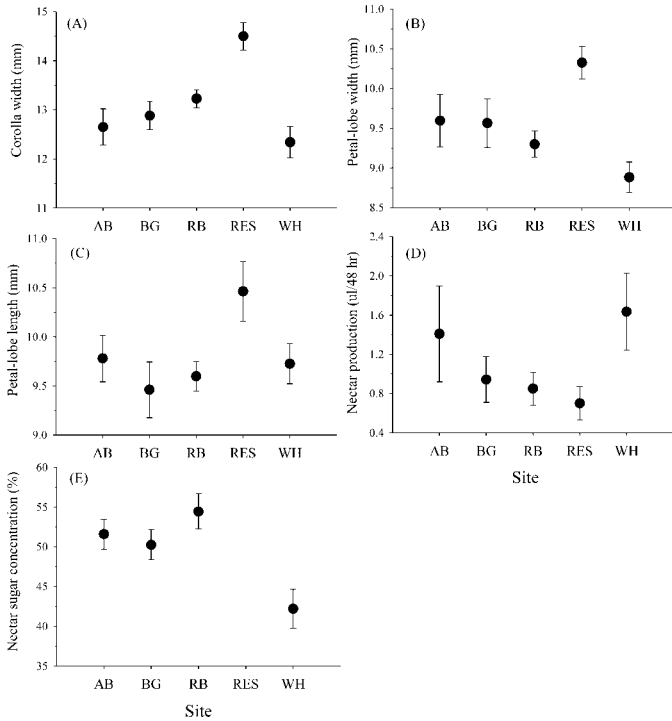 (A)
Corolla width (mm)
15
14
13
12
11
AB BG RB RES WH
(B)
Petal-lobe width (mm)
10.5
10.0
9.5
9.0
8.5
AB BG RB RES WH
(C)
Petal-lobe length (mm)
11.0
10.5
10.0
9.5
9.0
AB BG RB RES WH
(D)
Nectar production (ul/48 hr)
2.4
2.0
1.6
1.2
0.8
0.4
AB BG RB RES WH
Site
(E)
Nectar sugar concentration (%)
60
55
50
45
40
35
AB BG RB RES WH
Site